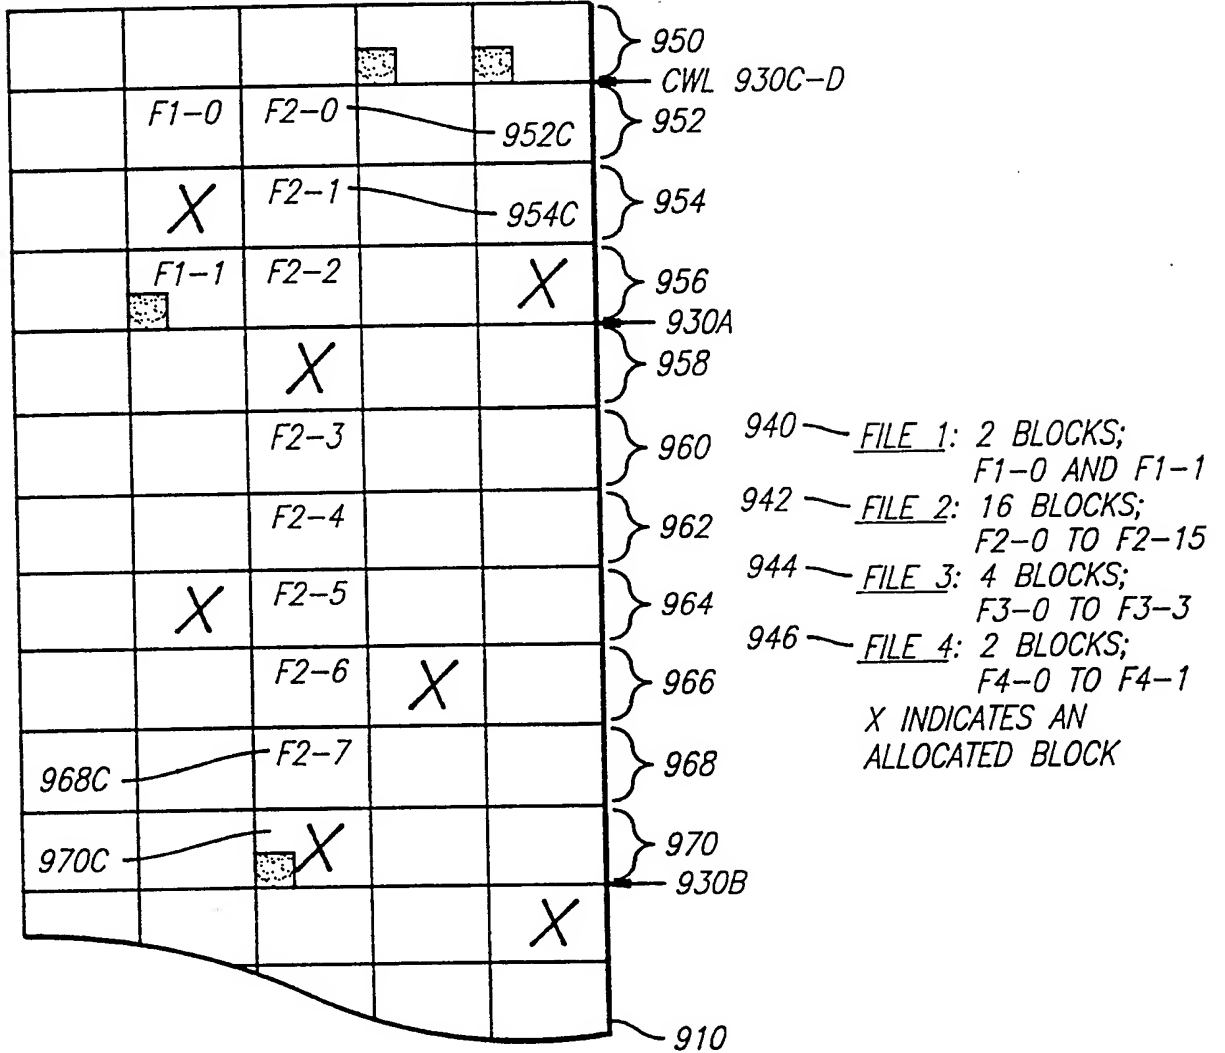 950
CWL 930C-D
F1-0 F2-0 952C 952
X F2-1 954C 954
F1-1 F2-2 X 956
930A
X 958
F2-3 960
F2-4 962
X F2-5 964
F2-6 X 966
968C F2-7 968
970C X 970
930B
X
910
940 FILE 1: 2 BLOCKS;
F1-0 AND F1-1
942 FILE 2: 16 BLOCKS;
F2-0 TO F2-15
944 FILE 3: 4 BLOCKS;
F3-0 TO F3-3
946 FILE 4: 2 BLOCKS;
F4-0 TO F4-1
X INDICATES AN
ALLOCATED BLOCK